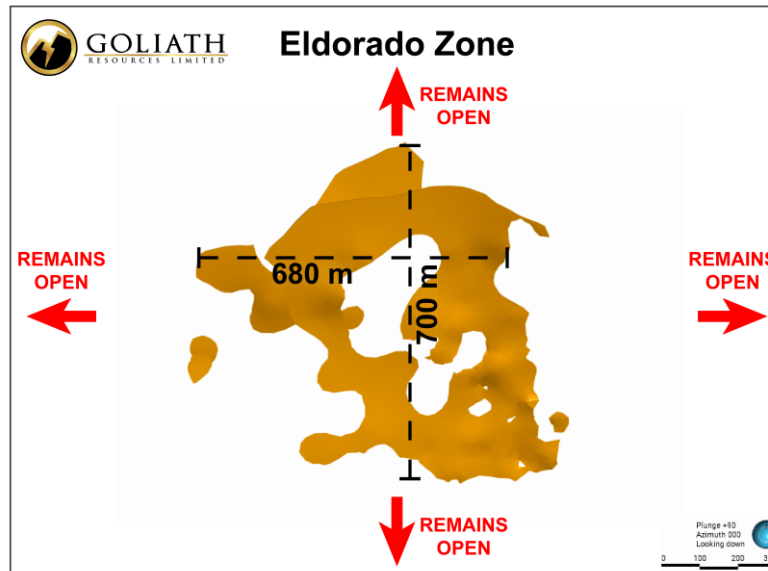 GOLIATH
RESOURCES LIMITED
Eldorado Zone
REMAINS
OPEN
REMAINS
OPEN
REMAINS
OPEN
680 m
700 m
REMAINS
OPEN
Plunge +90
Azimuth 000
Looking down
0 100 200